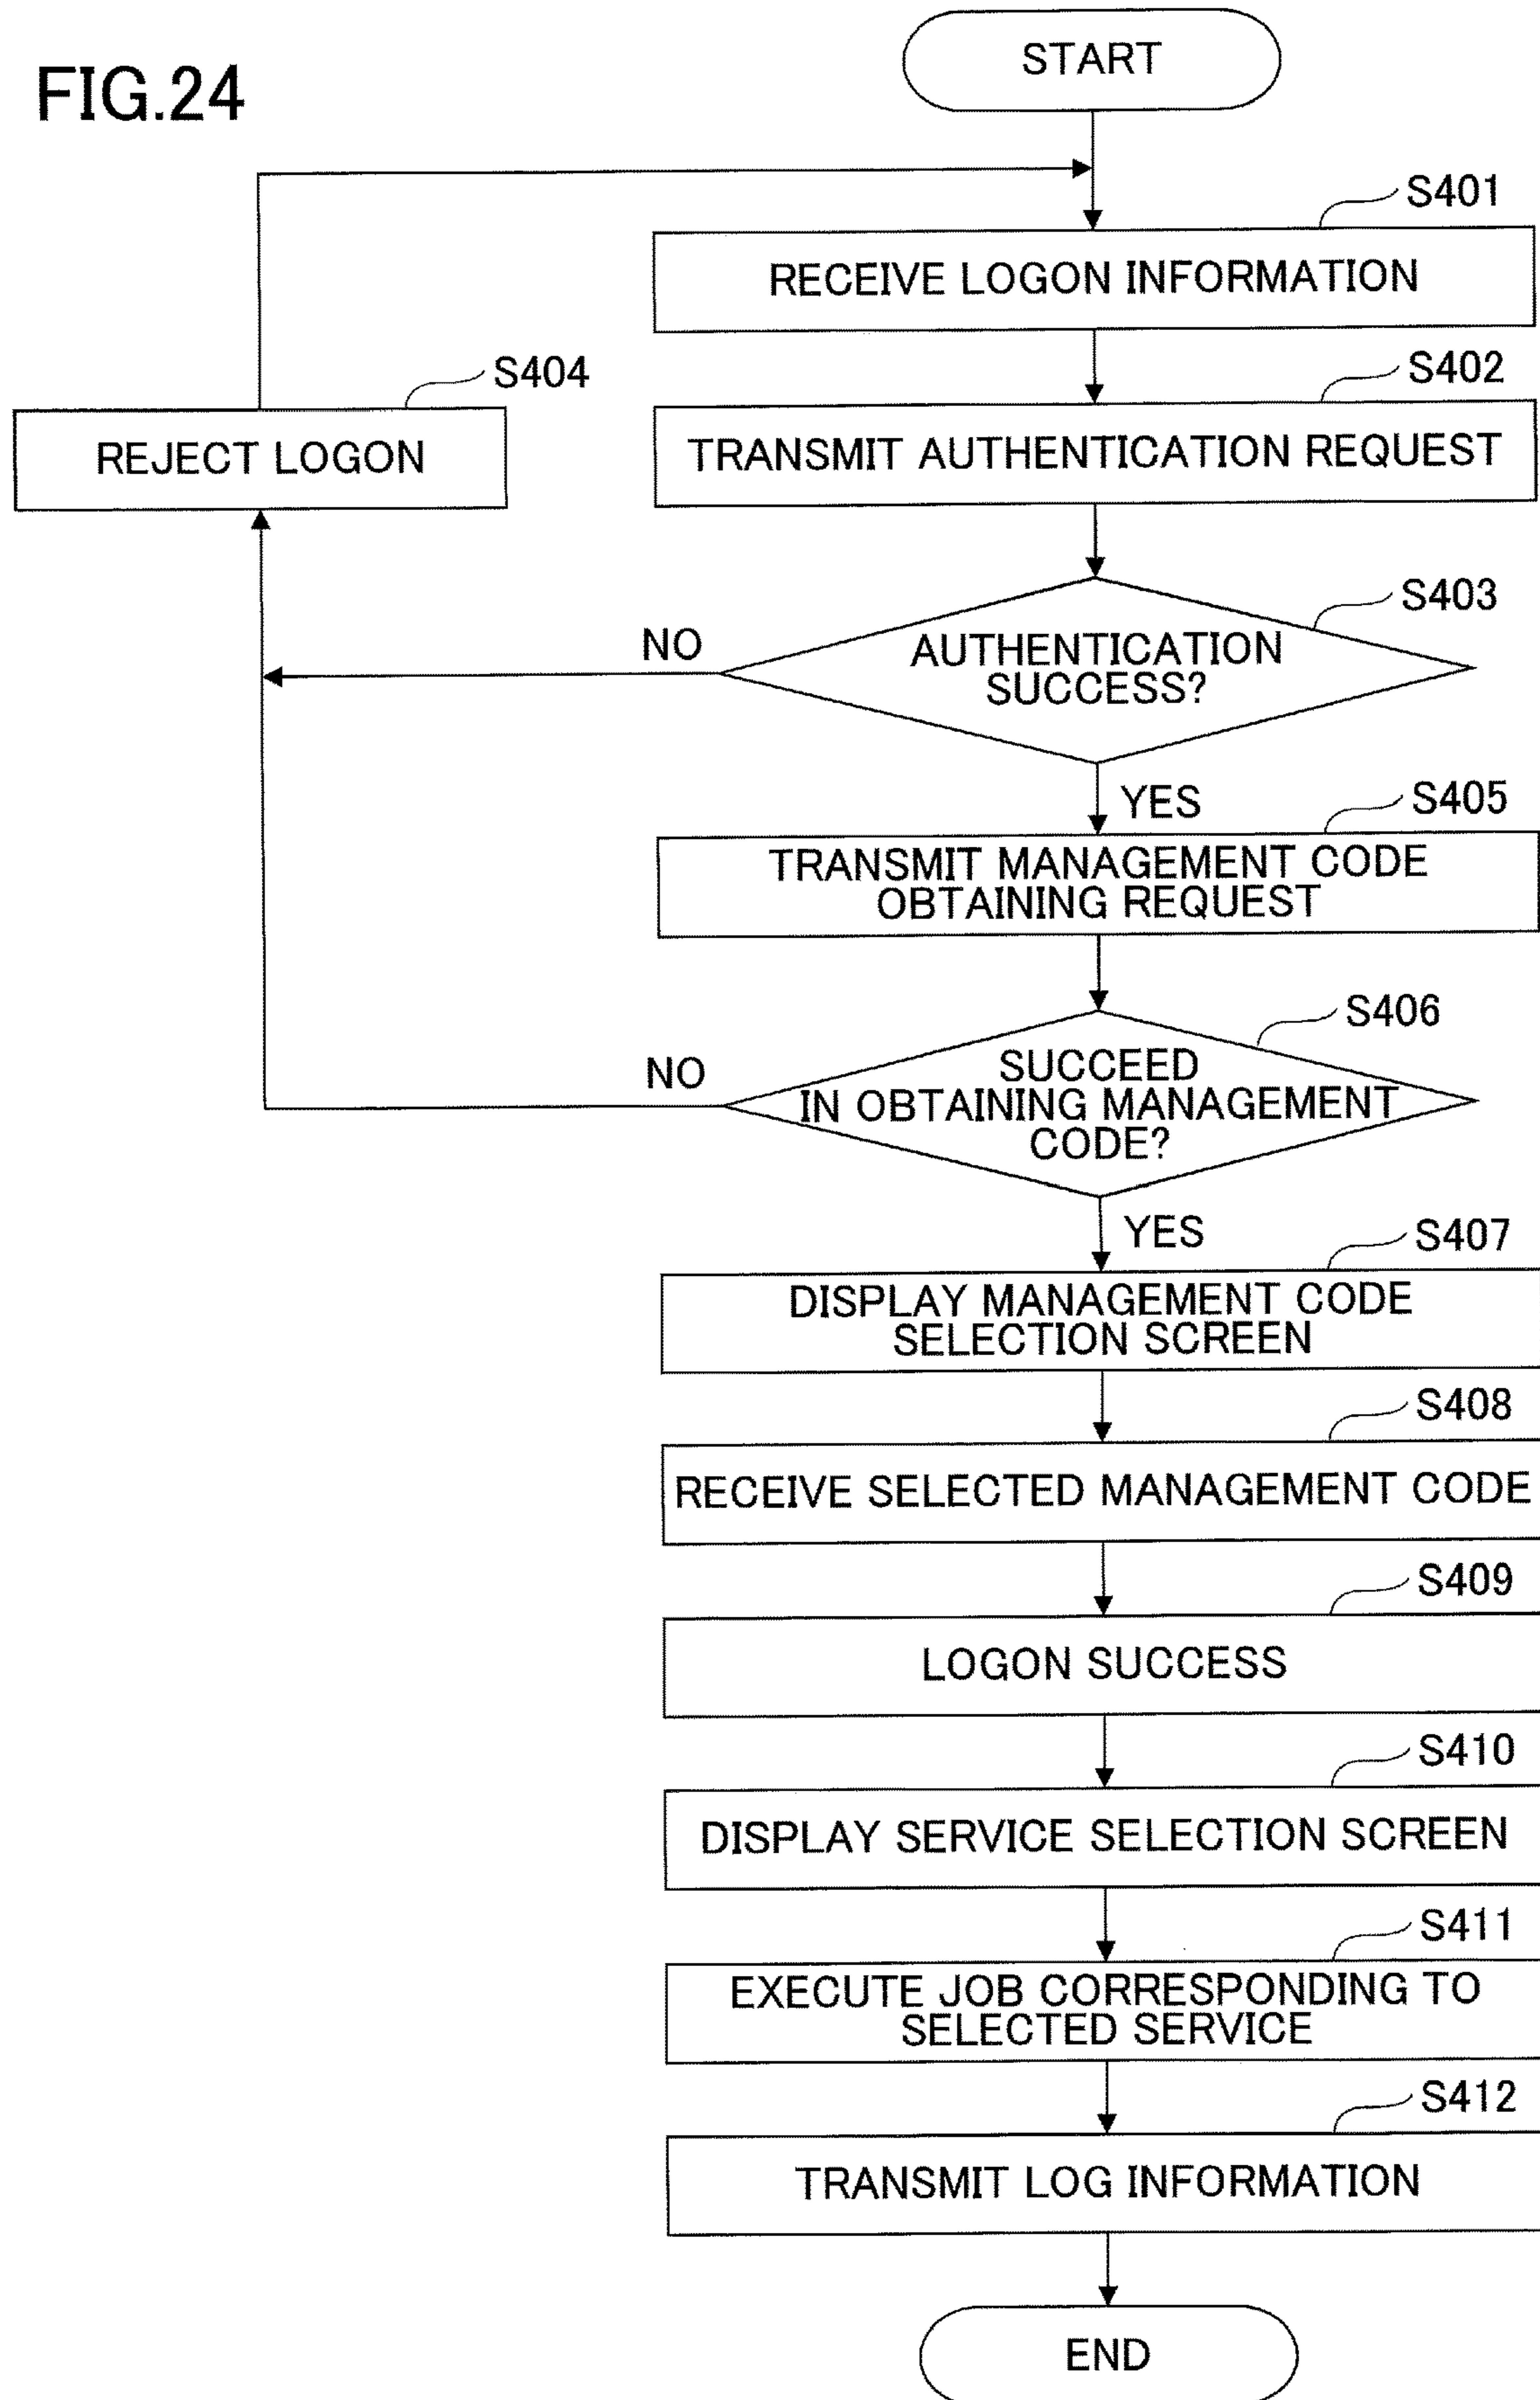 FIG.24
START
S401
RECEIVE LOGON INFORMATION
S402
TRANSMIT AUTHENTICATION REQUEST
S404
REJECT LOGON
S403
AUTHENTICATION
SUCCESS?
NO
YES
S405
TRANSMIT MANAGEMENT CODE
OBTAINING REQUEST
S406
SUCCEED
IN OBTAINING MANAGEMENT
CODE?
NO
YES
S407
DISPLAY MANAGEMENT CODE
SELECTION SCREEN
S408
RECEIVE SELECTED MANAGEMENT CODE
S409
LOGON SUCCESS
S410
DISPLAY SERVICE SELECTION SCREEN
S411
EXECUTE JOB CORRESPONDING TO
SELECTED SERVICE
S412
TRANSMIT LOG INFORMATION
END